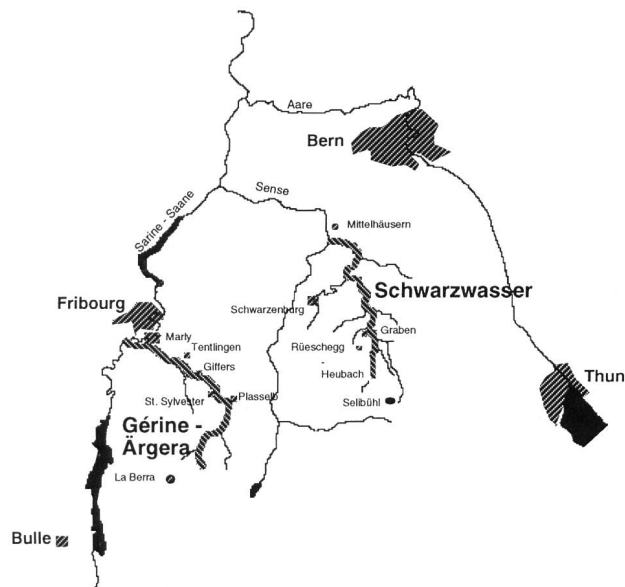 Aare
Bern
Sense
Sarine - Saane
Mittelhäusern
Schwarzwasser
Fribourg
Schwarzenburg
Marly
Graben
Tentlingen
Rüeschegg
Giffers
Heubach
Thun
St. Sylvester
Plasselb
Selibühl
Gérine -
Ärgera
La Berra
Bulle